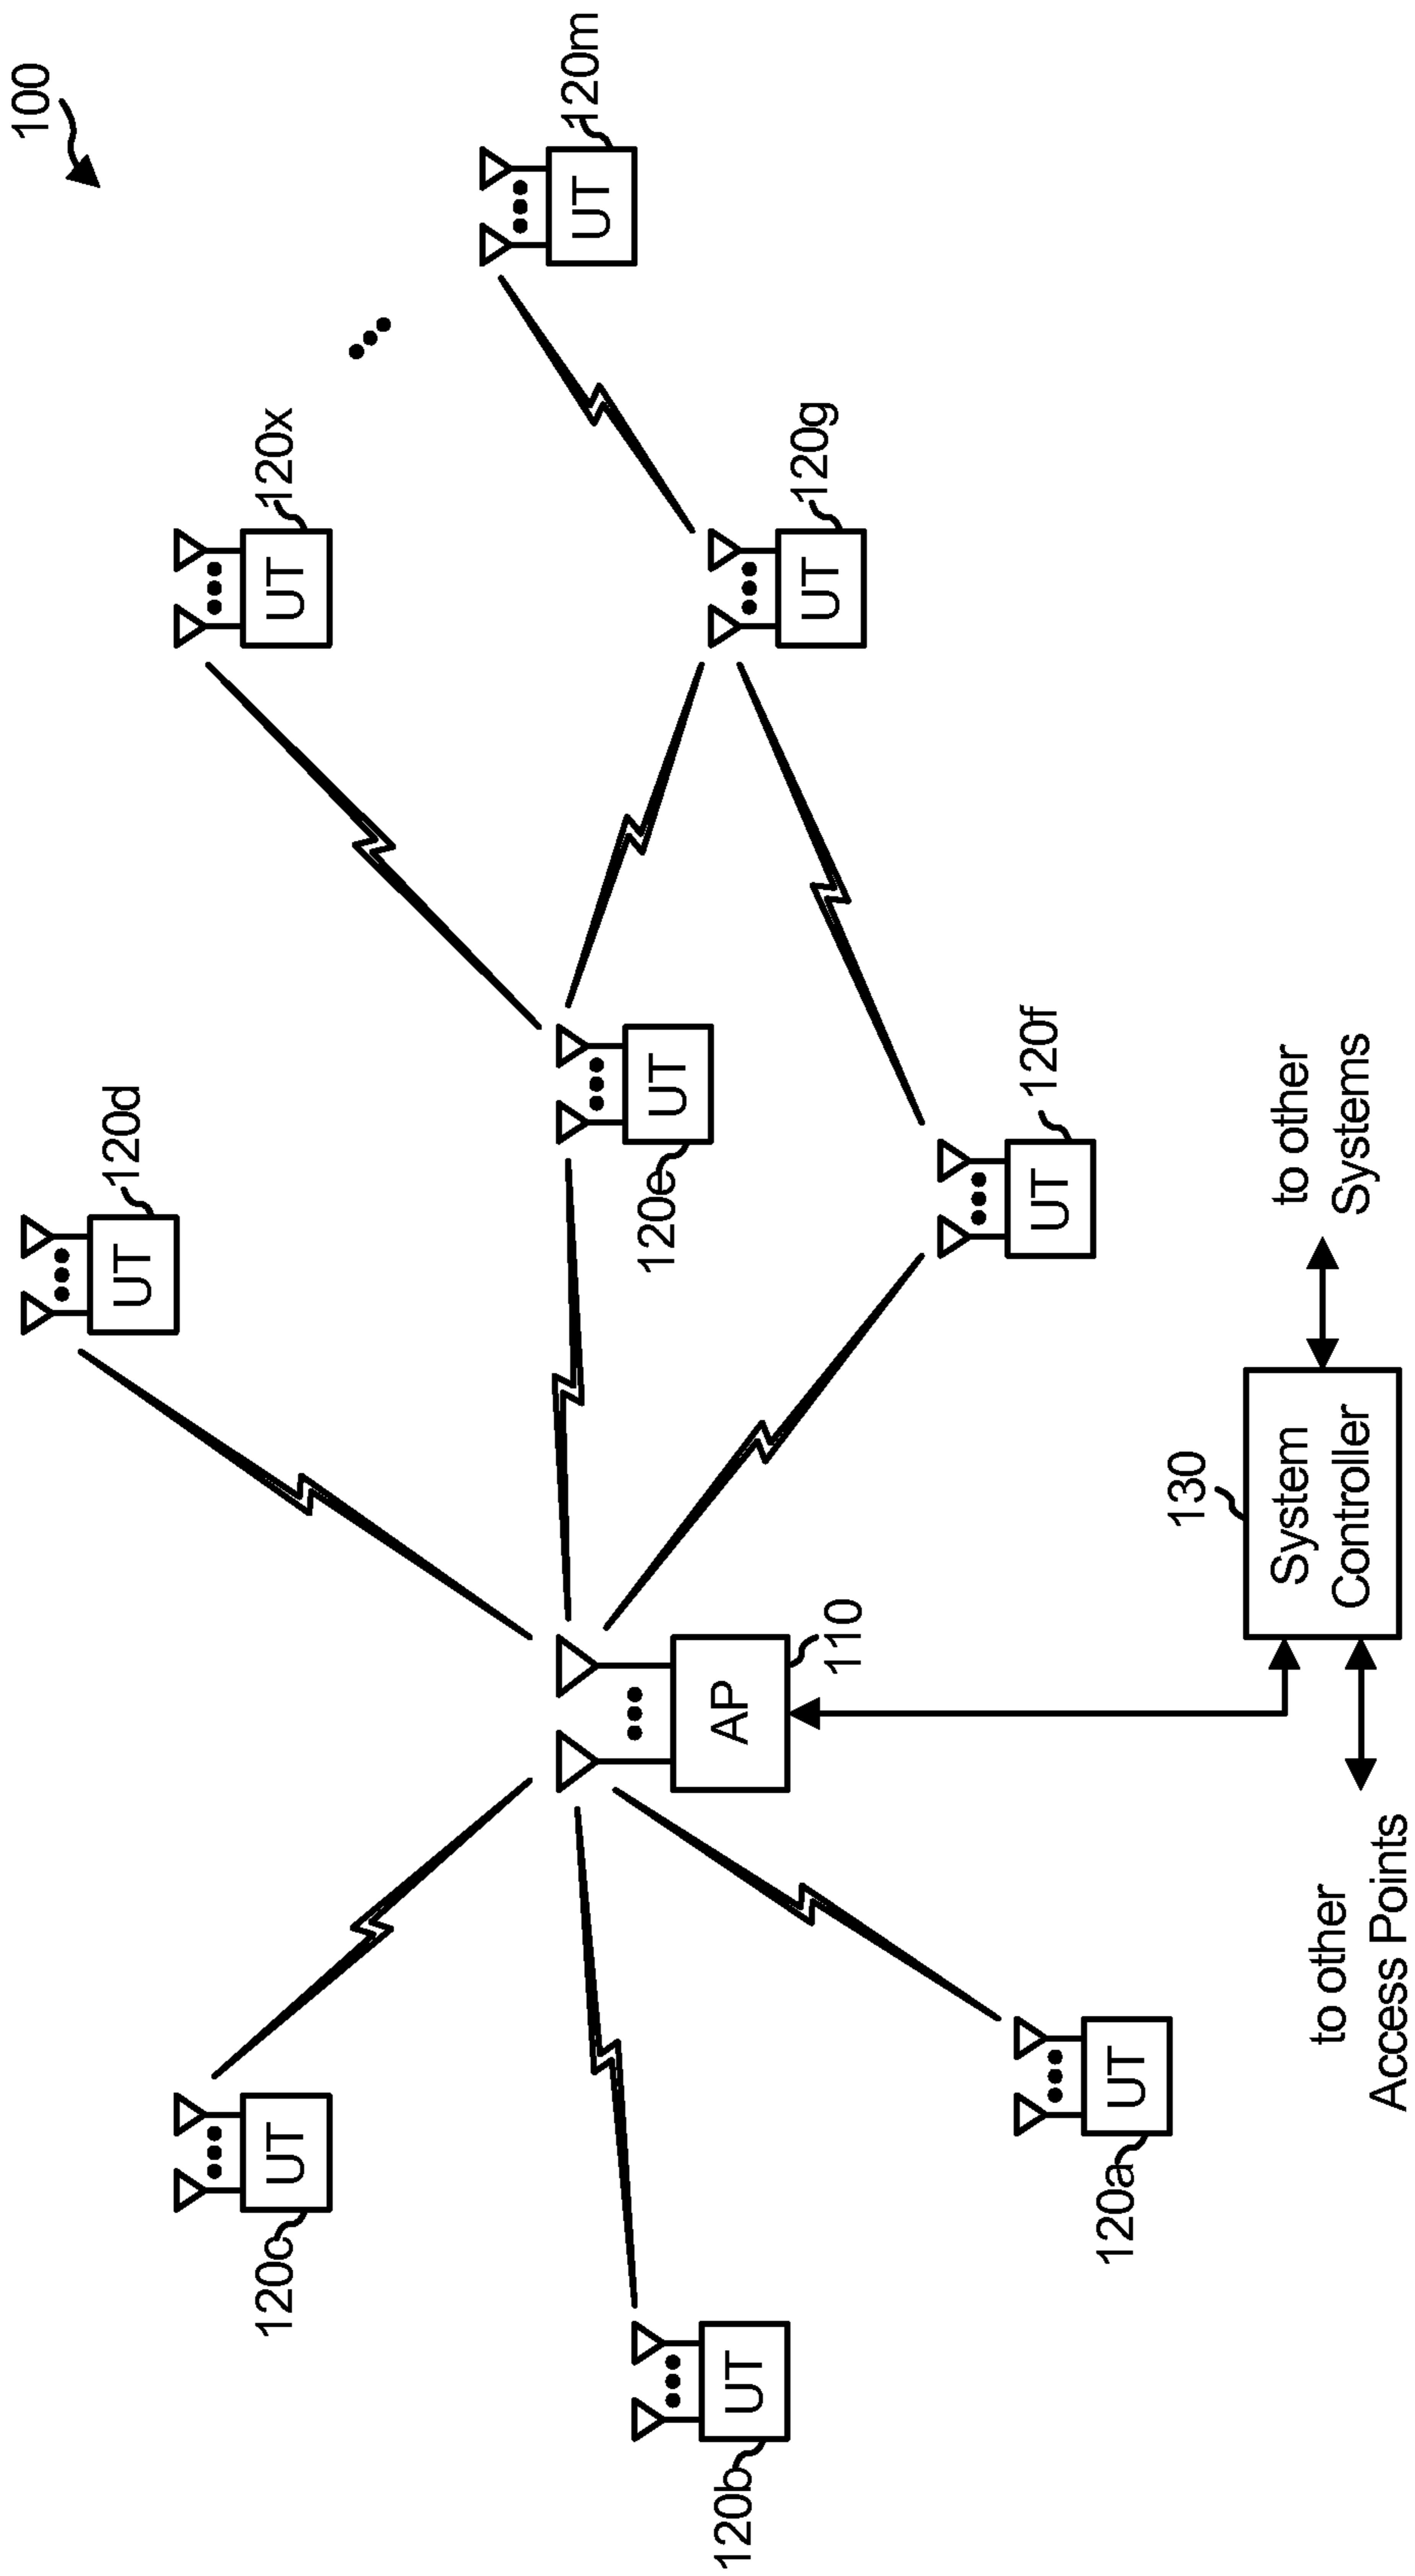 100
UT
120d
UT
120x
UT
120c
UT
120m
UT
120e
UT
120b
AP
110
UT
120g
UT
120f
UT
120a
130
System
Controller
to other
Systems
to other
Access Points